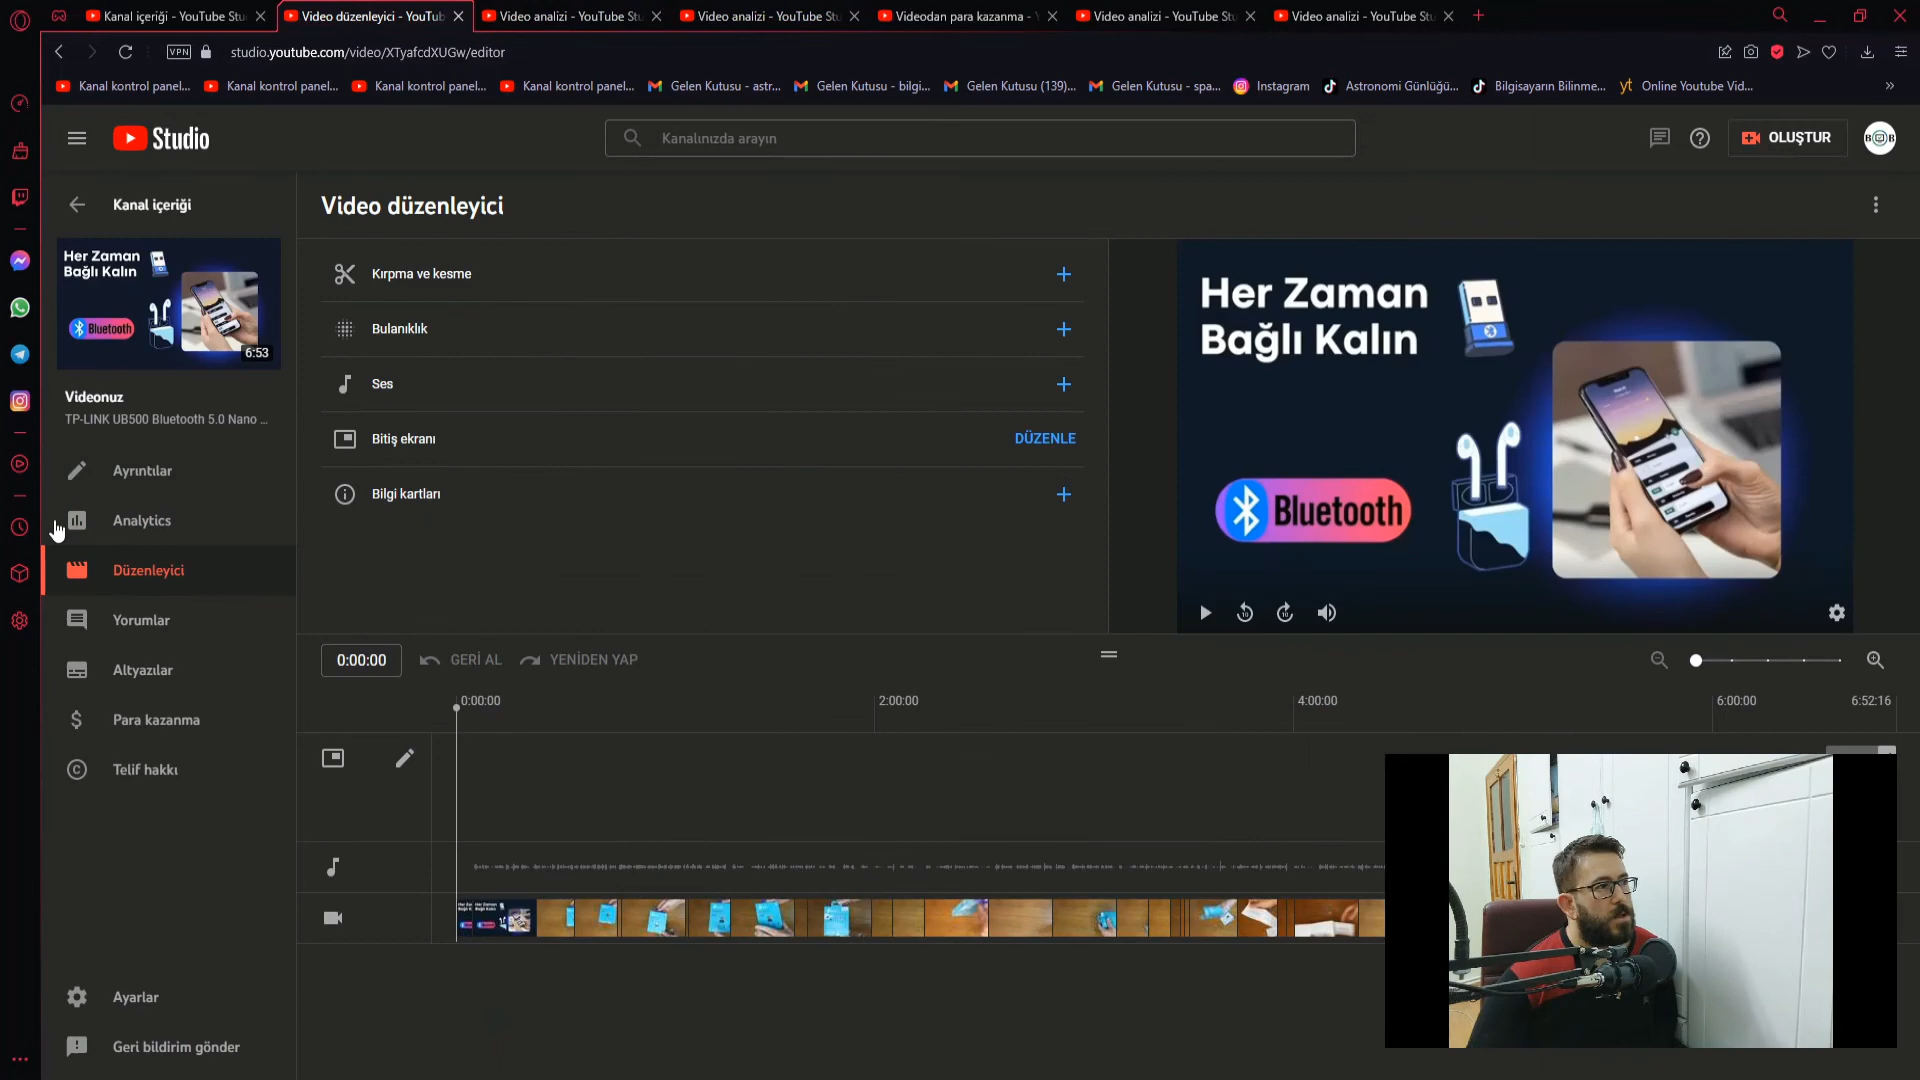 Kanal içeriği - YouTube Stu
Video düzenleyici - YouTub
Video analizi - YouTube Stu
Video analizi - YouTube Stu
Videodan para kazanma - Y
Video analizi - YouTube Stu
Video analizi - YouTube Stu
VPN
studio.youtube.com/video/XTyafcdXUGw/editor
Kanal kontrol panel...
Kanal kontrol panel...
Kanal kontrol panel...
Kanal kontrol panel...
Gelen Kutusu - astr...
Gelen Kutusu - bilgi...
Gelen Kutusu (139)...
Gelen Kutusu - spa...
Instagram
Astronomi Günlüğü...
Bilgisayarın Bilinme...
yt Online Youtube Vid...
Studio
Kanalınızda arayın
OLUŞTUR
Kanal içeriği
Video düzenleyici
Her Zaman
Bağlı Kalın
Bluetooth
6:53
Videonuz
TP-LINK UB500 Bluetooth 5.0 Nano ...
Ayrıntılar
Analytics
Düzenleyici
Yorumlar
Altyazılar
Para kazanma
Telif hakkı
Ayarlar
Geri bildirim gönder
Kırpma ve kesme
Bulanıklık
Ses
Bitiş ekranı
DÜZENLE
Bilgi kartları
Her Zaman
Bağlı Kalın
Bluetooth
0:00:00
GERİ AL
YENİDEN YAP
0:00:00
2:00:00
4:00:00
6:00:00
6:52:16